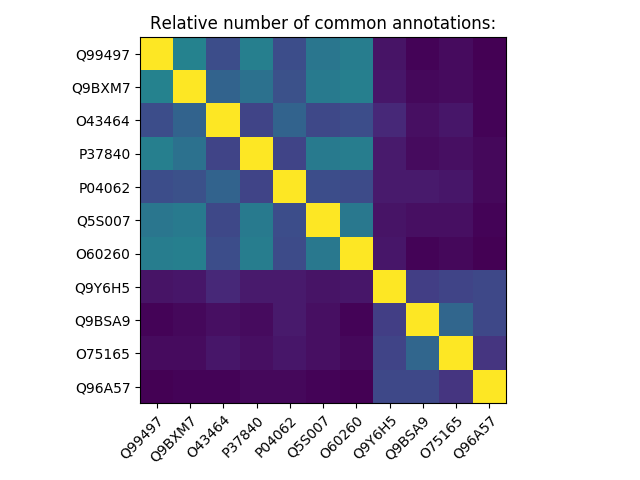 Relative number of common annotations:
Q99497
Q9BXM7
O43464
P37840
P04062
Q5S007
O60260
Q9Y6H5
Q9BSA9
O75165
Q96A57
Q99497
Q9BXM7
O43464
P37840
P04062
Q5S007
O60260
Q9Y6H5
Q9BSA9
O75165
Q96A57